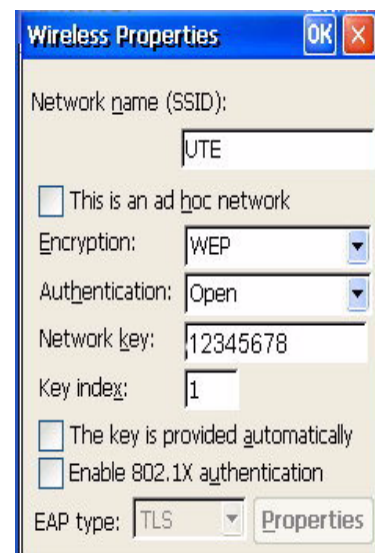 Wireless Properties OK
Network name (SSID):
UTE
This is an ad hoc network
Encryption: WEP
Authentication: Open
Network key: 12345678
Key index: 1
The key is provided automatically
Enable 802.1X authentication
EAP type: TLS Properties